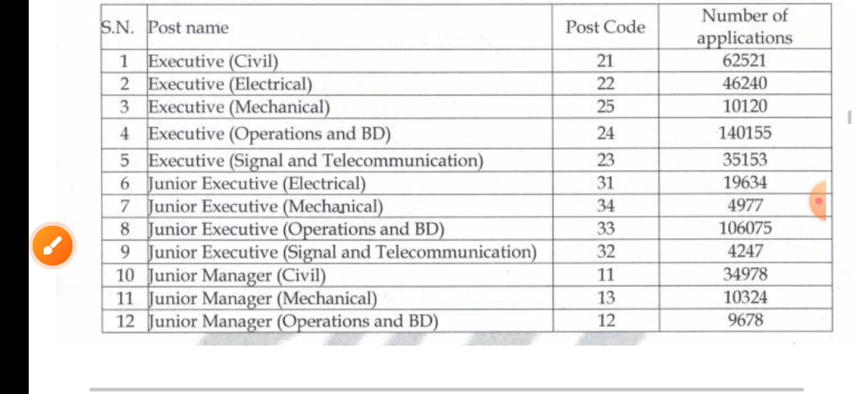 S.N. Post name Post Code Number of applications
1 Executive (Civil) 21 62521
2 Executive (Electrical) 22 46240
3 Executive (Mechanical) 25 10120
4 Executive (Operations and BD) 24 140155
5 Executive (Signal and Telecommunication) 23 35153
6 Junior Executive (Electrical) 31 19634
7 Junior Executive (Mechanical) 34 4977
8 Junior Executive (Operations and BD) 33 106075
9 Junior Executive (Signal and Telecommunication) 32 4247
10 Junior Manager (Civil) 11 34978
11 Junior Manager (Mechanical) 13 10324
12 Junior Manager (Operations and BD) 12 9678